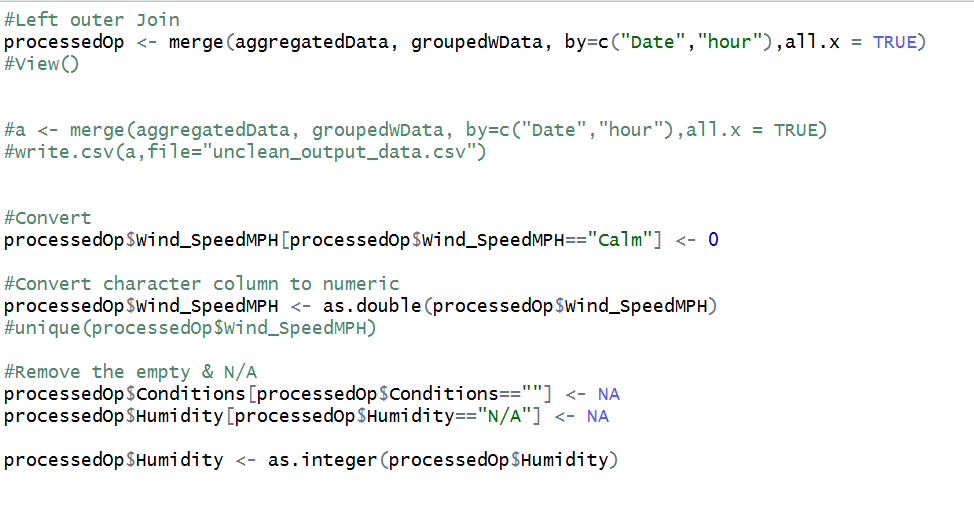 #Left outer Join
processedOp <- merge(aggregatedData, groupedWData, by=c("Date","hour"),all.x = TRUE)
#View()
#a <- merge(aggregatedData, groupedWData, by=c("Date","hour"),all.x = TRUE)
#write.csv(a,file="unclean_output_data.csv")
#Convert
processedOp$Wind_SpeedMPH[processedOp$Wind_SpeedMPH=="Calm"] <- 0
#Convert character column to numeric
processedOp$Wind_SpeedMPH <- as.double(processedOp$Wind_SpeedMPH)
#unique(processedOp$Wind_SpeedMPH)
#Remove the empty & N/A
processedOp$Conditions[processedOp$Conditions==""] <- NA
processedOp$Humidity[processedOp$Humidity=="N/A"] <- NA
processedOp$Humidity <- as.integer(processedOp$Humidity)